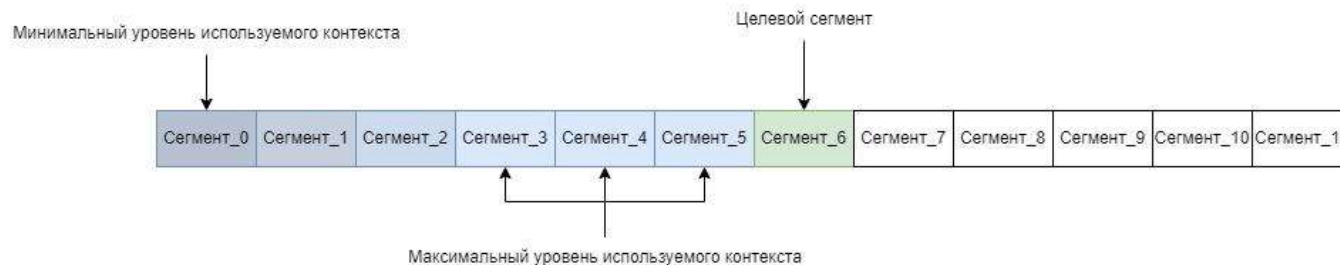 Целевой сегмент
Минимальный уровень используемого контекста
Сегмент_0 Сегмент_1 Сегмент_2 Сегмент_3 Сегмент_4 Сегмент_5 Сегмент_6 Сегмент_7 Сегмент_8 Сегмент_9 Сегмент_10 Сегмент_1
Максимальный уровень используемого контекста